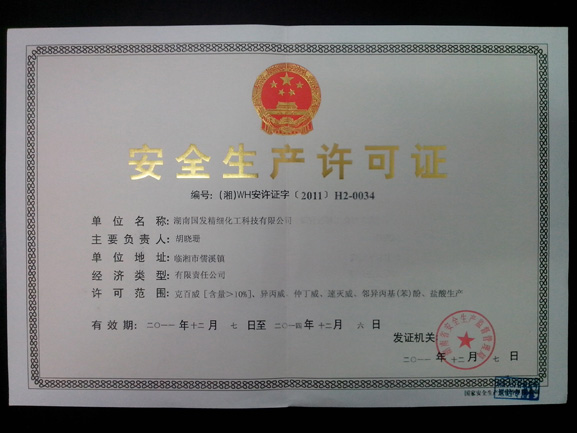 安全生产许可证
编号:(湘)WH安许证字〔2011〕H2-0034
单位名称:湖南国发精细化工科技有限公司
主要负责人:胡晓珊
单位地址:临湘市儒溪镇
经济类型:有限责任公司
许可范围:克百威[含量>10%]、异丙威、仲丁威、速灭威、邻异丙基(苯)酚、盐酸生产
有效期:二〇一一年十二月七日至二〇一四年十二月六日
发证机关
二〇一一年十二月七日